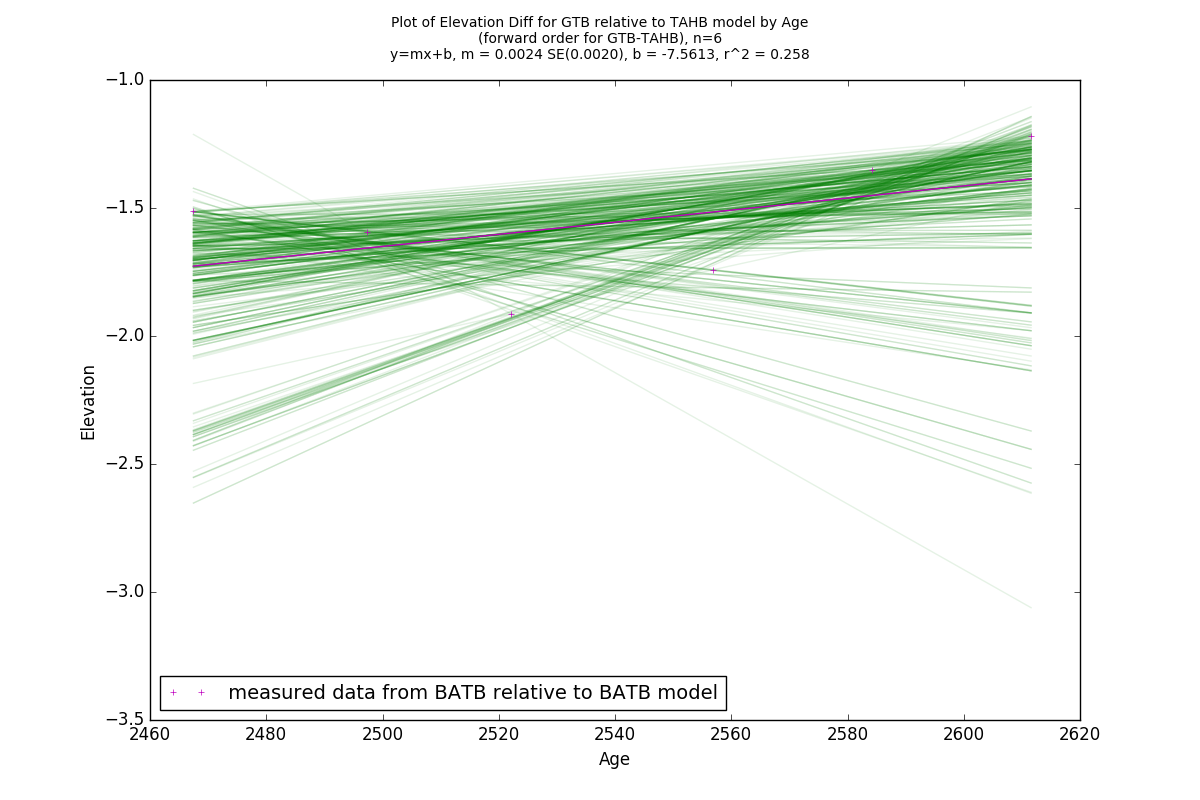 Plot of Elevation Diff for GTB relative to TAHB model by Age
(forward order for GTB-TAHB), n=6
y=mx+b, m = 0.0024 SE(0.0020), b = -7.5613, r^2 = 0.258
−1.0
−1.5
−2.0
−2.5
−3.0
−3.5
Elevation
measured data from BATB relative to BATB model
2460 2480 2500 2520 2540 2560 2580 2600 2620
Age